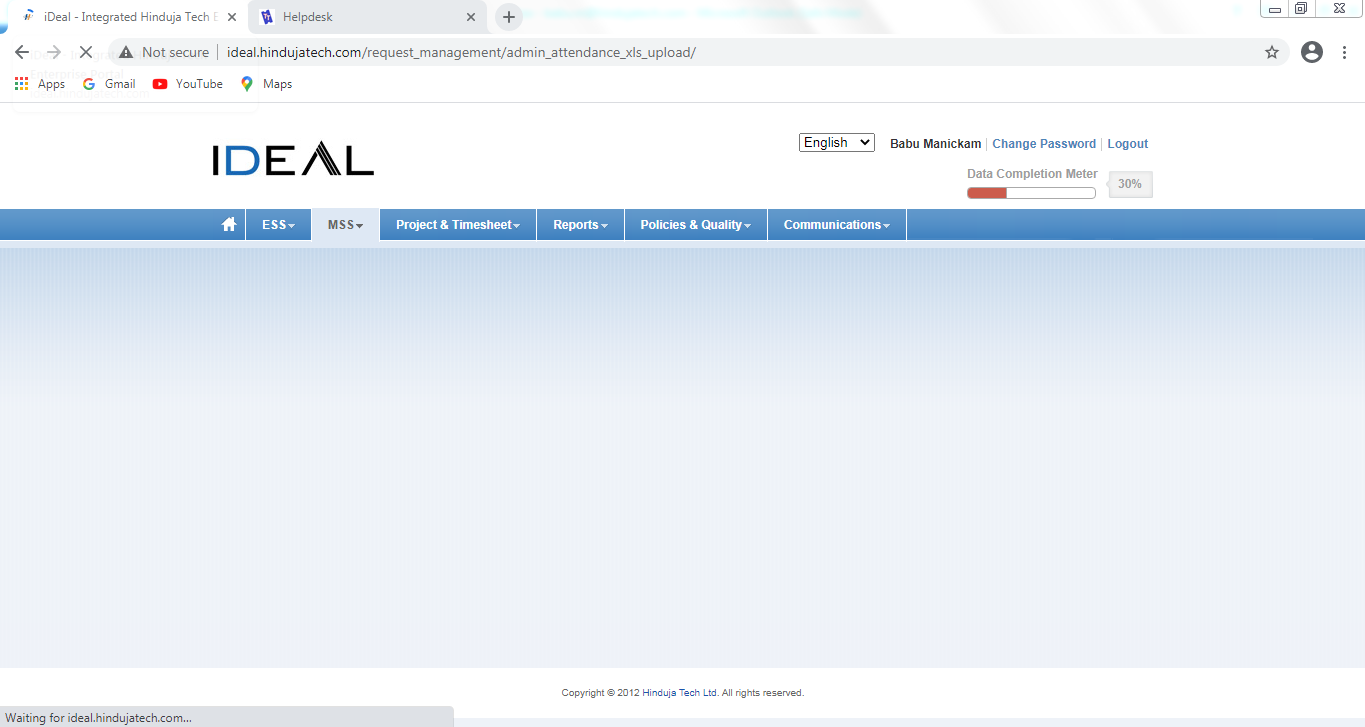 iDeal - Integrated Hinduja Tech E
Helpdesk
Not secure
ideal.hindujatech.com/request_management/admin_attendance_xls_upload/
Apps
Gmail
YouTube
Maps
IDEAL
English
Babu Manickam
Change Password
Logout
Data Completion Meter
30%
ESS
MSS
Project & Timesheet
Reports
Policies & Quality
Communications
Copyright © 2012 Hinduja Tech Ltd. All rights reserved.
Waiting for ideal.hindujatech.com...